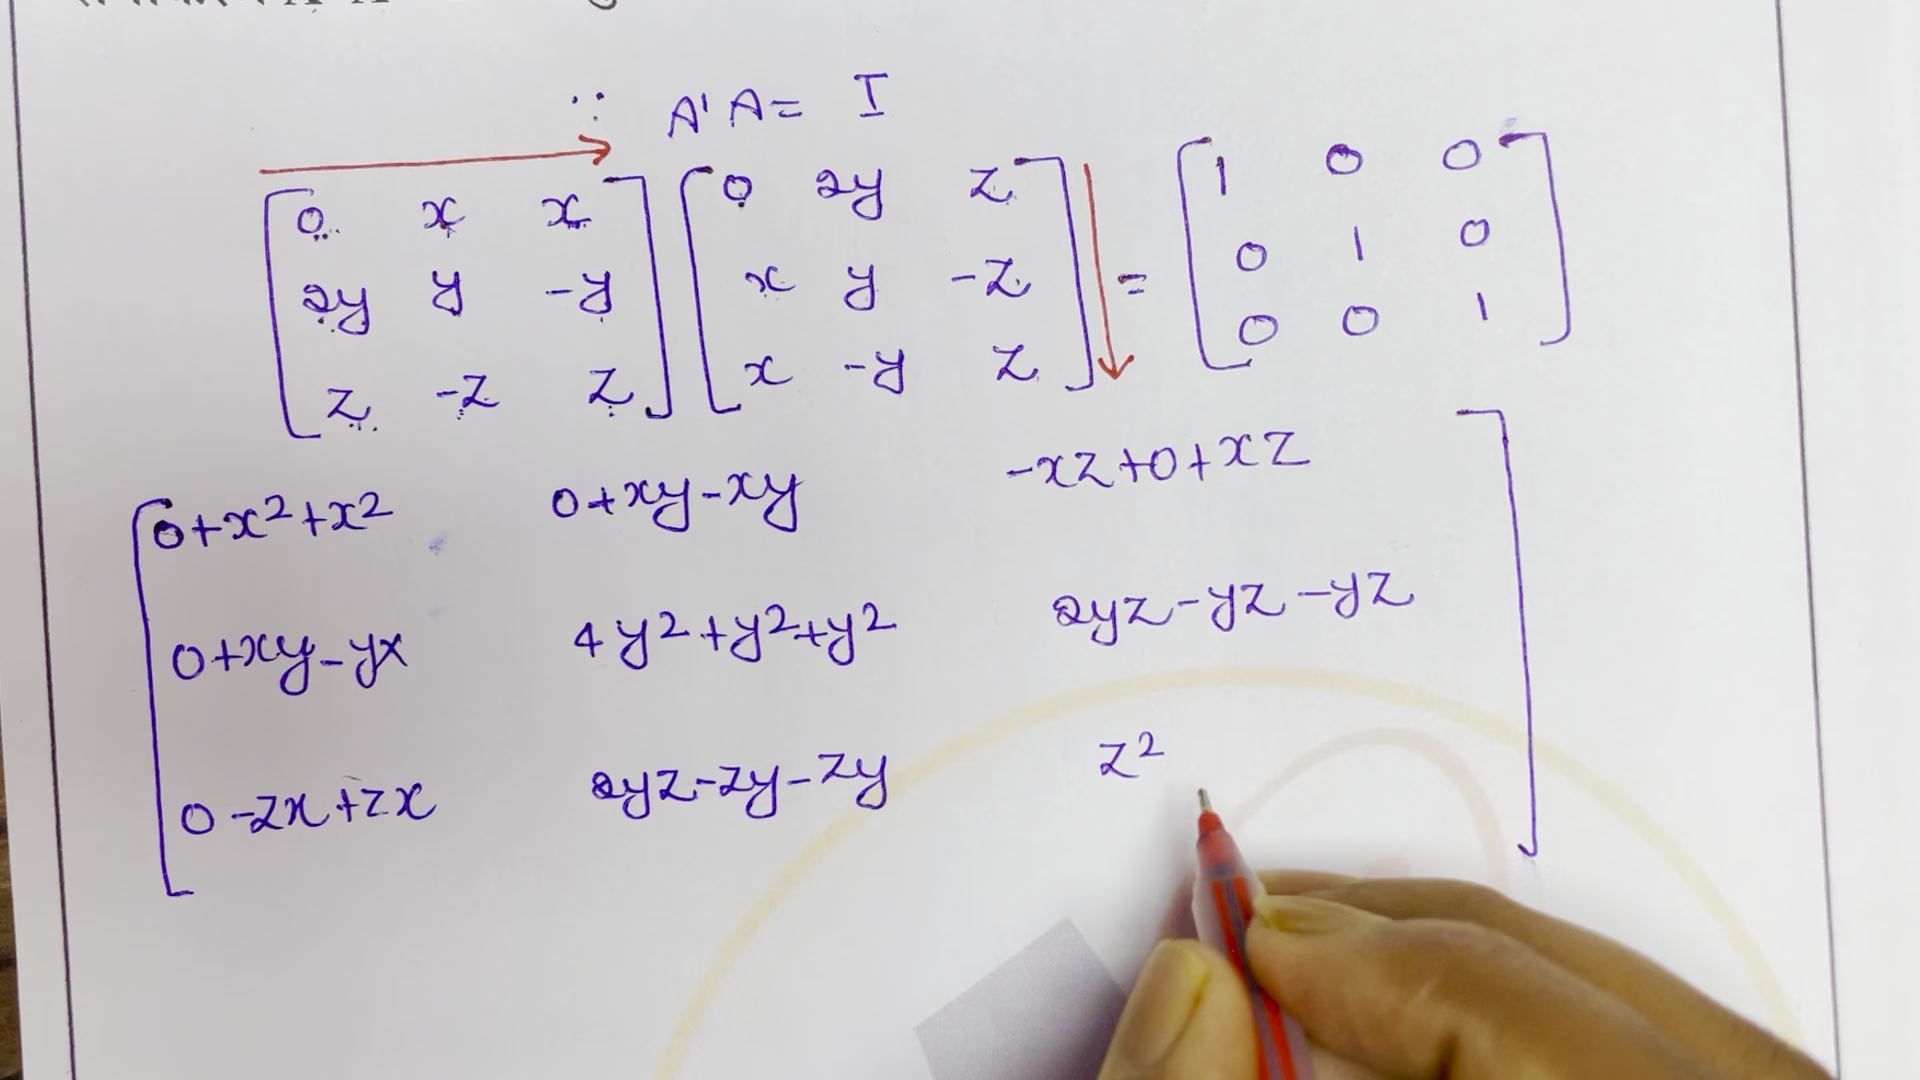 ∵ A'A = I
[0 x x] [0 2y z] = [1 0 0]
[2y y -y] [x y -z] [0 1 0]
[z -z z] [x -y z] [0 0 1]
[0+x²+x² 0+xy-xy -xz+0+xz]
[0+xy-yx 4y²+y²+y² 2yz-yz-yz]
[0-zx+zx 2yz-zy-zy z²]